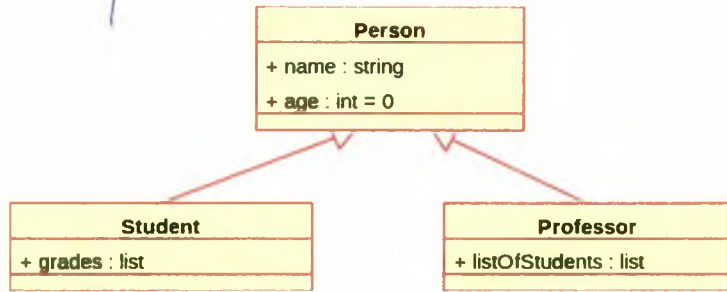 Person
+ name : string
+ age : int = 0
Student
+ grades : list
Professor
+ listOfStudents : list